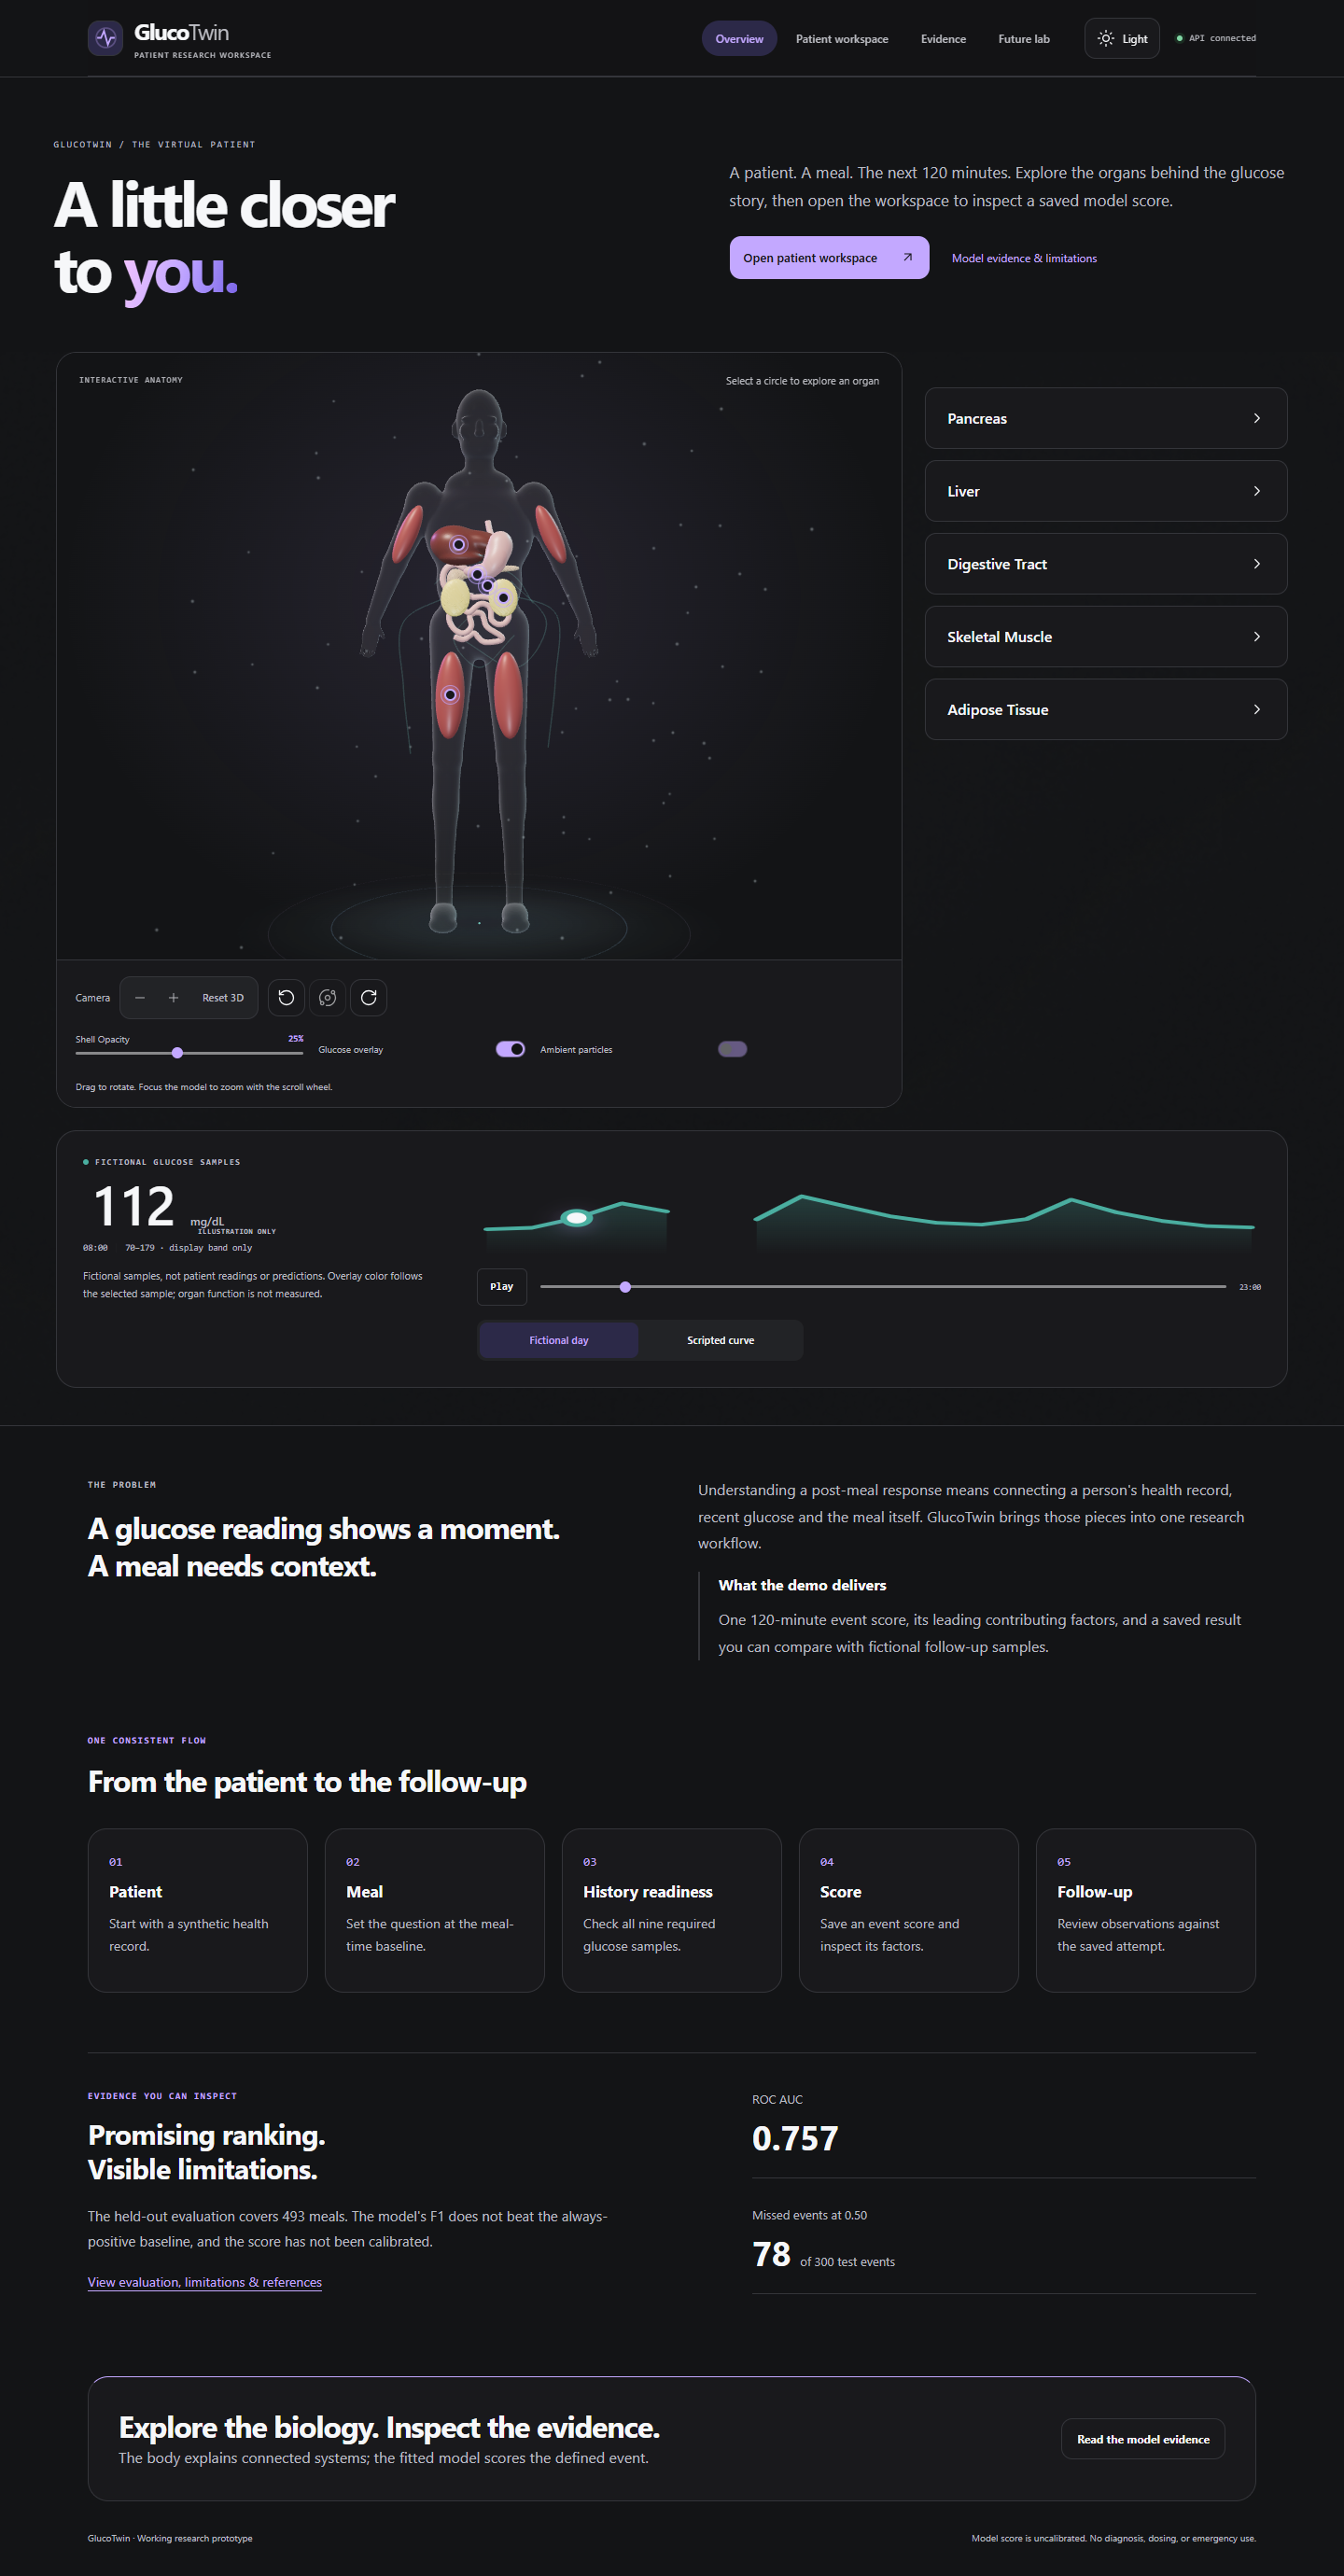 GlucoTwin
PATIENT RESEARCH WORKSPACE
Overview
Patient workspace
Evidence
Future lab
Light
API connected
GLUCOTWIN / THE VIRTUAL PATIENT
A little closer
to you.
A patient. A meal. The next 120 minutes. Explore the organs behind the glucose
story, then open the workspace to inspect a saved model score.
Open patient workspace
Model evidence & limitations
INTERACTIVE ANATOMY
Select a circle to explore an organ
Pancreas
Liver
Digestive Tract
Skeletal Muscle
Adipose Tissue
Camera
Reset 3D
Shell Opacity
25%
Glucose overlay
Ambient particles
Drag to rotate. Focus the model to zoom with the scroll wheel.
FICTIONAL GLUCOSE SAMPLES
112 mg/dL
ILLUSTRATION ONLY
08:00
70–179 · display band only
Fictional samples, not patient readings or predictions. Overlay color follows
the selected sample; organ function is not measured.
Play
23:00
Fictional day
Scripted curve
THE PROBLEM
A glucose reading shows a moment.
A meal needs context.
Understanding a post-meal response means connecting a person's health record,
recent glucose and the meal itself. GlucoTwin brings those pieces into one research
workflow.
What the demo delivers
One 120-minute event score, its leading contributing factors, and a saved result
you can compare with fictional follow-up samples.
ONE CONSISTENT FLOW
From the patient to the follow-up
01
Patient
Start with a synthetic health
record.
02
Meal
Set the question at the meal-
time baseline.
03
History readiness
Check all nine required
glucose samples.
04
Score
Save an event score and
inspect its factors.
05
Follow-up
Review observations against
the saved attempt.
EVIDENCE YOU CAN INSPECT
Promising ranking.
Visible limitations.
The held-out evaluation covers 493 meals. The model's F1 does not beat the always-
positive baseline, and the score has not been calibrated.
View evaluation, limitations & references
ROC AUC
0.757
Missed events at 0.50
78 of 300 test events
Explore the biology. Inspect the evidence.
The body explains connected systems; the fitted model scores the defined event.
Read the model evidence
GlucoTwin · Working research prototype
Model score is uncalibrated. No diagnosis, dosing, or emergency use.